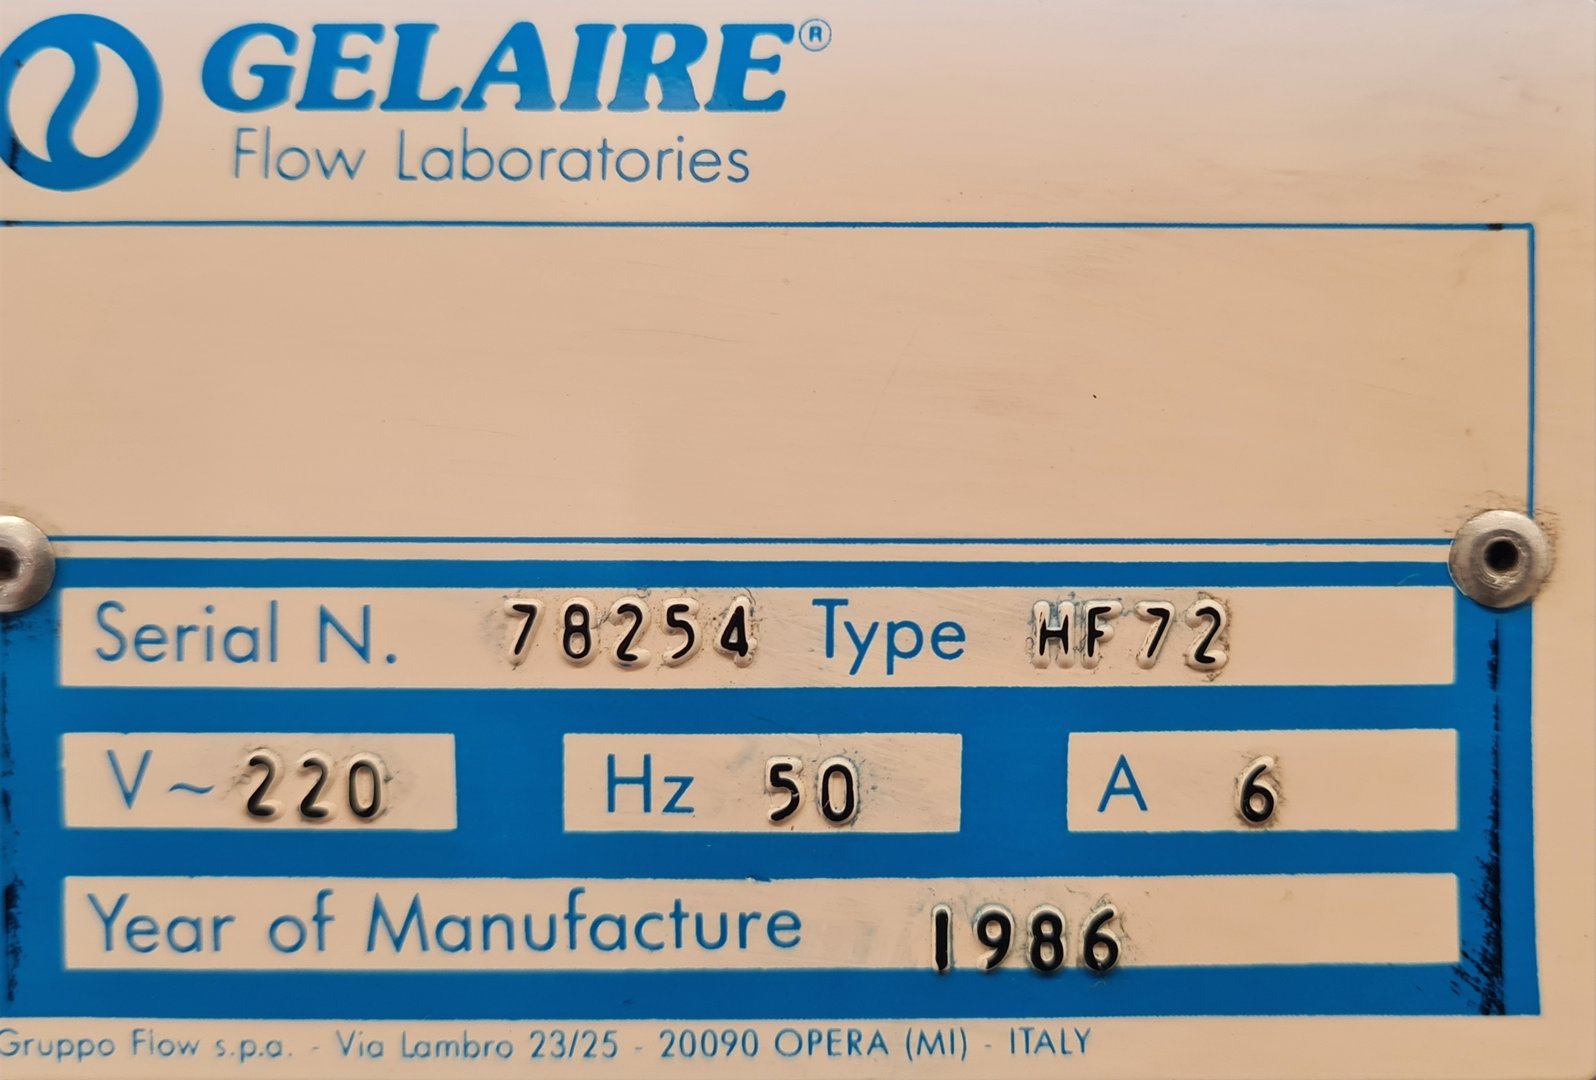 GELAIRE®
Flow Laboratories
Serial N. 78254 Type HF72
V~ 220 Hz 50 A 6
Year of Manufacture 1986
Gruppo Flow s.p.a. - Via Lambro 23/25 - 20090 OPERA (MI) - ITALY